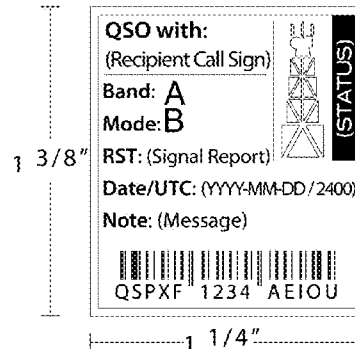 QSO with:
(Recipient Call Sign)
Band: A
Mode: B
RST: (Signal Report)
Date/UTC: (YYYY-MM-DD/2400)
Note: (Message)
QSPXF 1234 AEIOU
(STATUS)
1 3/8"
1 1/4"